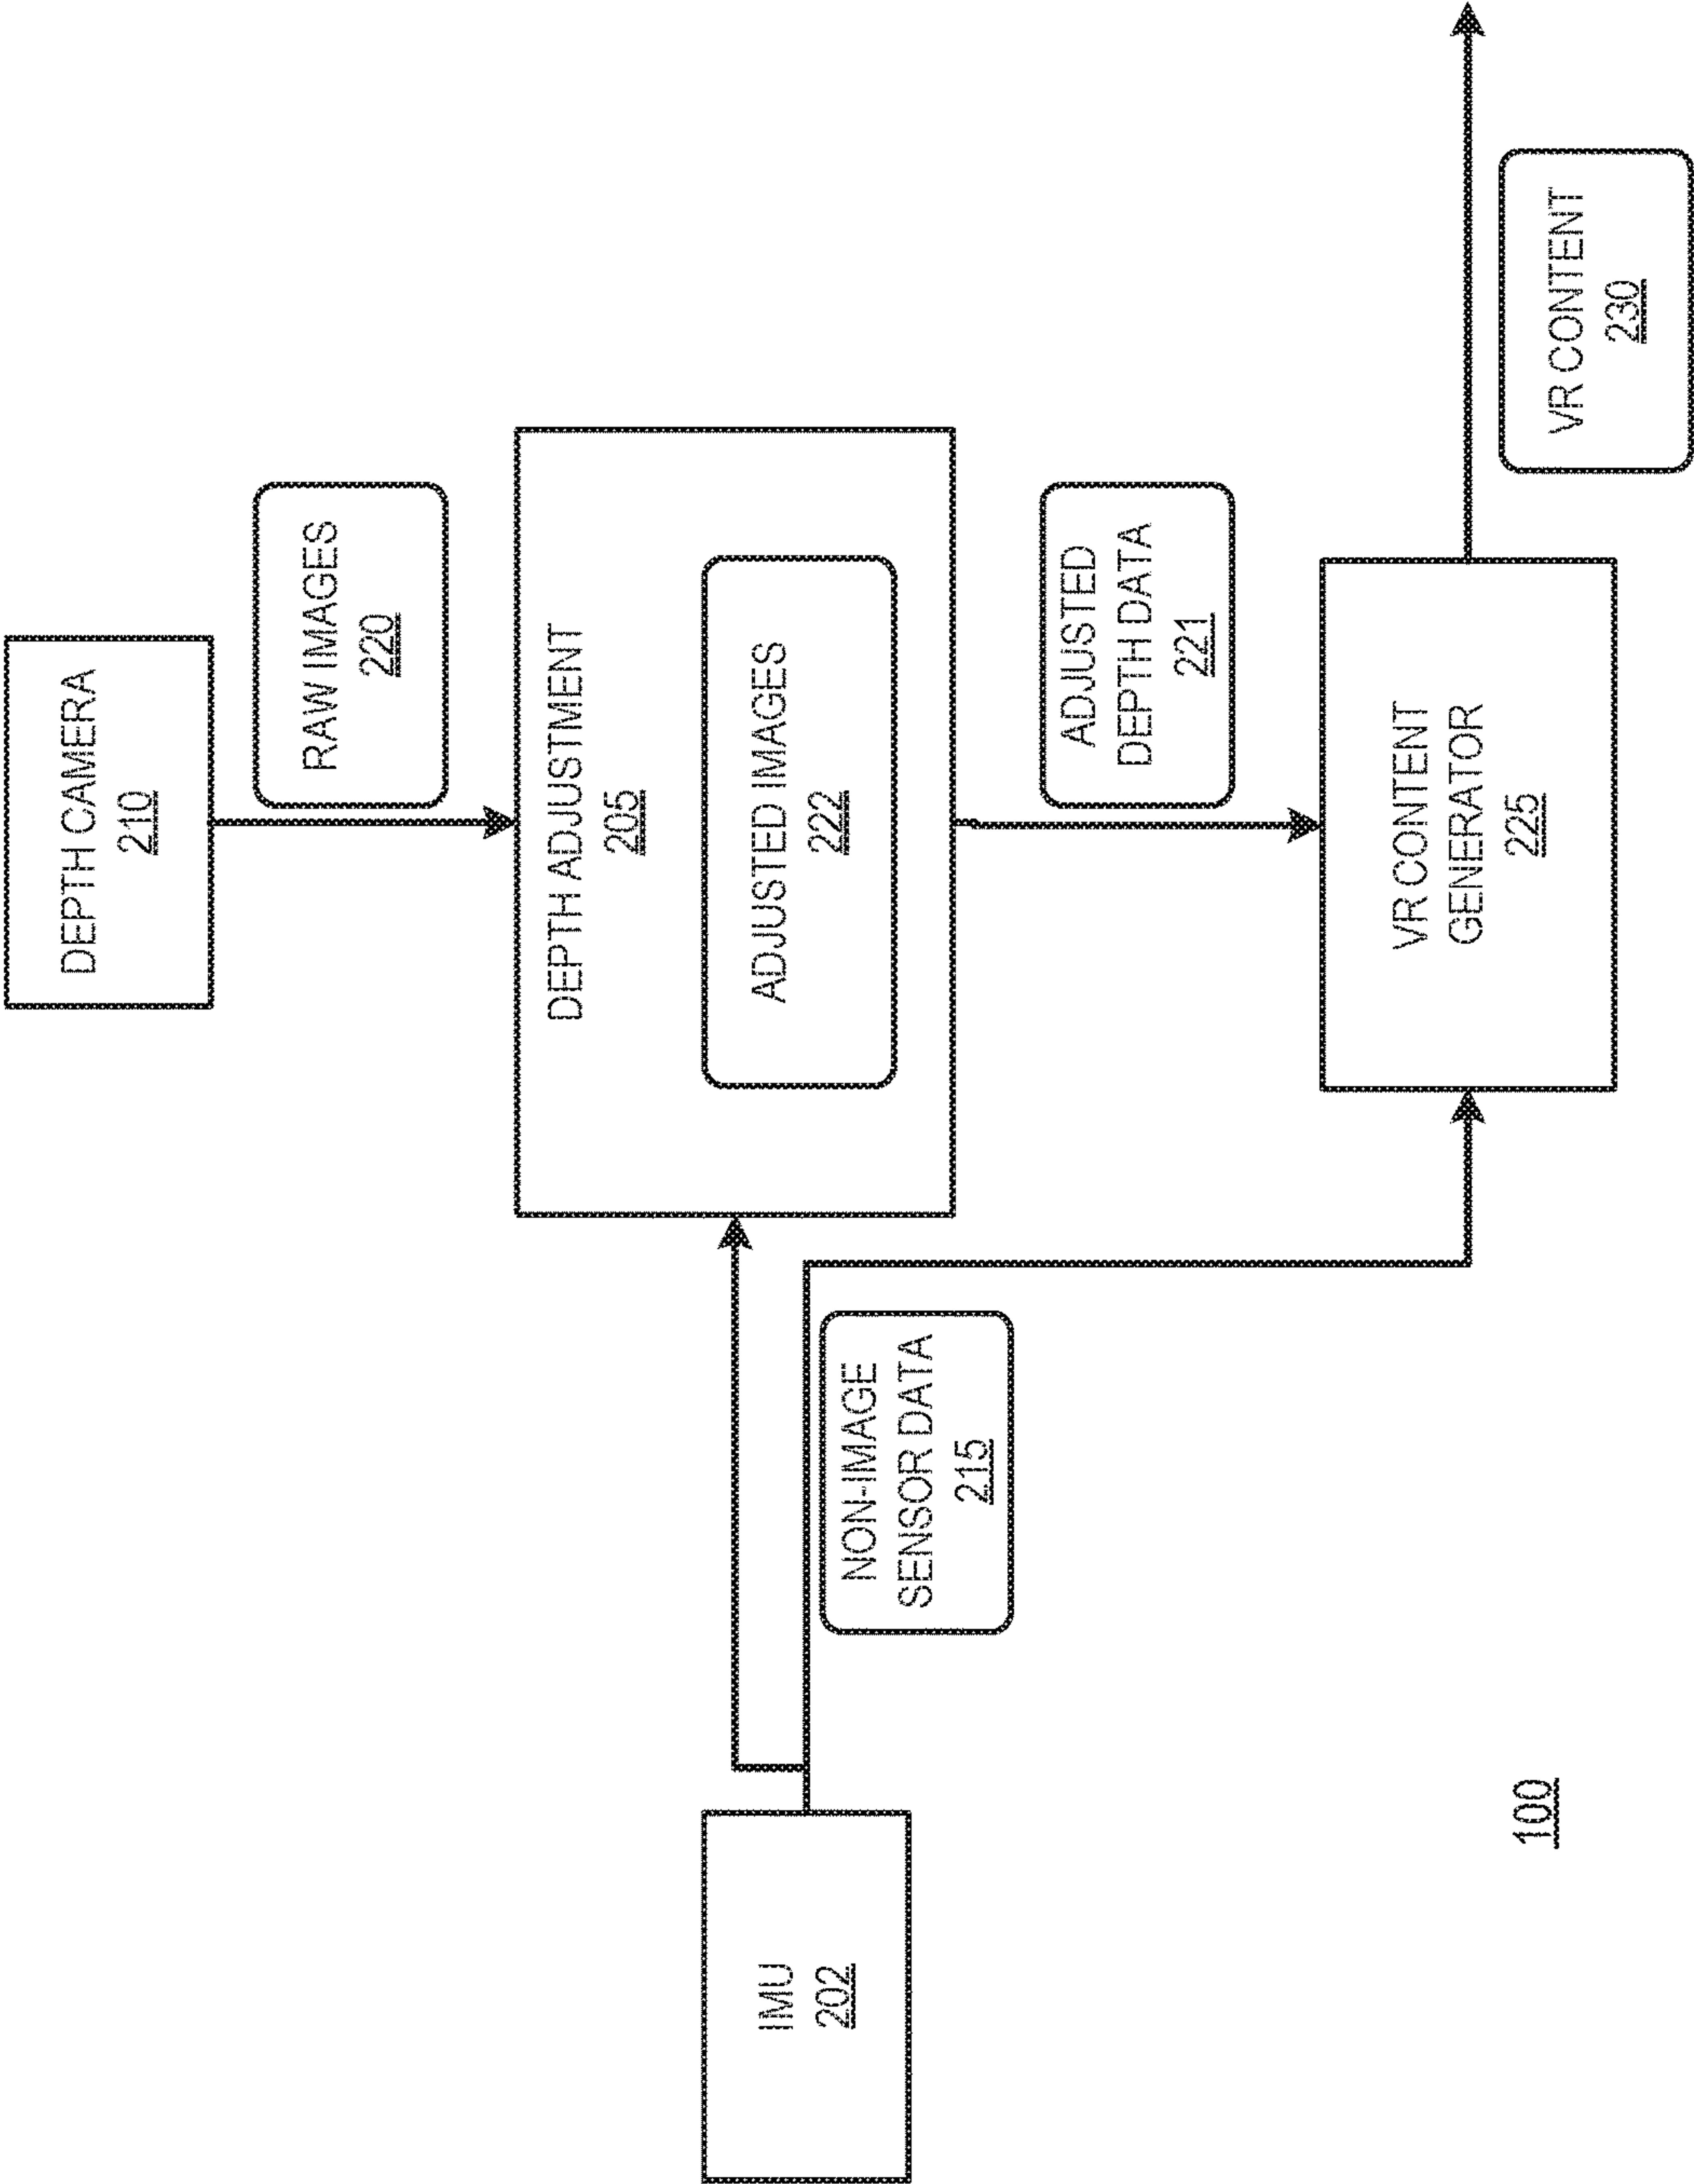 DEPTH CAMERA
210
RAW IMAGES
220
DEPTH ADJUSTMENT
205
ADJUSTED IMAGES
222
IMU
202
NON-IMAGE
SENSOR DATA
215
ADJUSTED
DEPTH DATA
221
VR CONTENT
GENERATOR
225
VR CONTENT
230
100